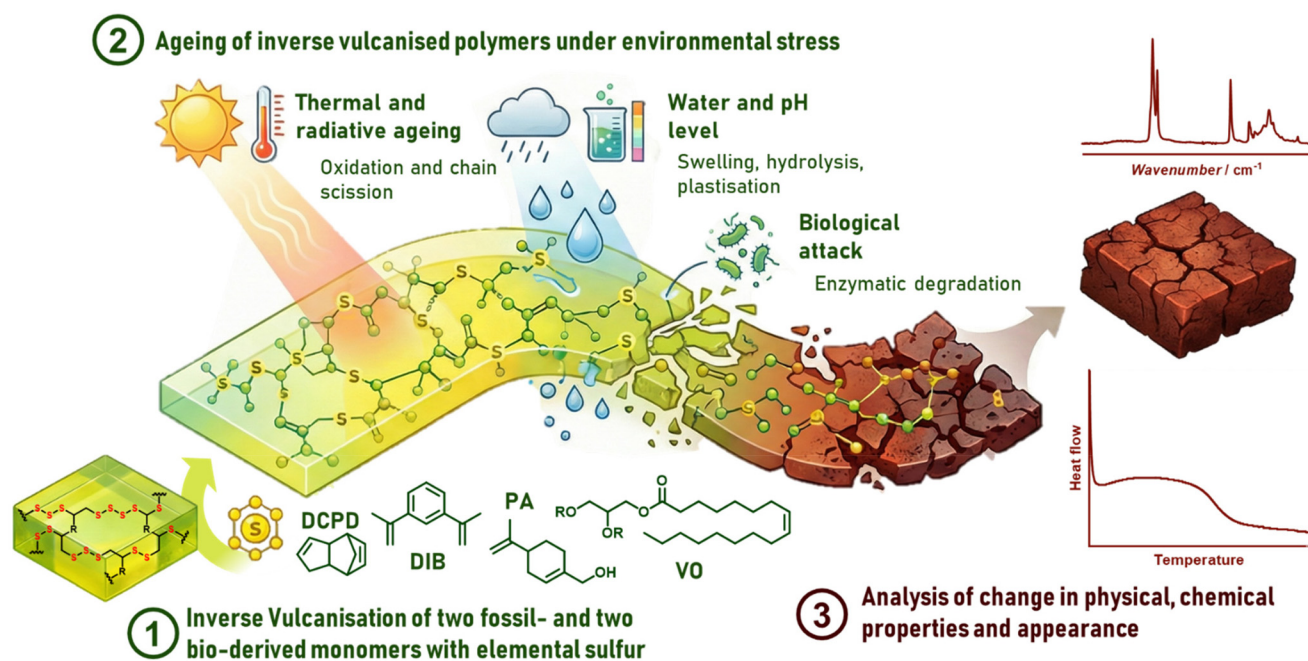 2 Ageing of inverse vulcanised polymers under environmental stress
Thermal and
radiative ageing
Oxidation and chain
scission
Water and pH
level
Swelling, hydrolysis,
plastisation
Biological
attack
Enzymatic degradation
Wavenumber / cm⁻¹
Heat flow
Temperature
S
S
S
S
S
S
S
S
S
S
S
S
S
DCPD
DIB
PA
OH
RO
OR
O
O
VO
R
R
R
R
1 Inverse Vulcanisation of two fossil- and two
bio-derived monomers with elemental sulfur
3 Analysis of change in physical, chemical
properties and appearance